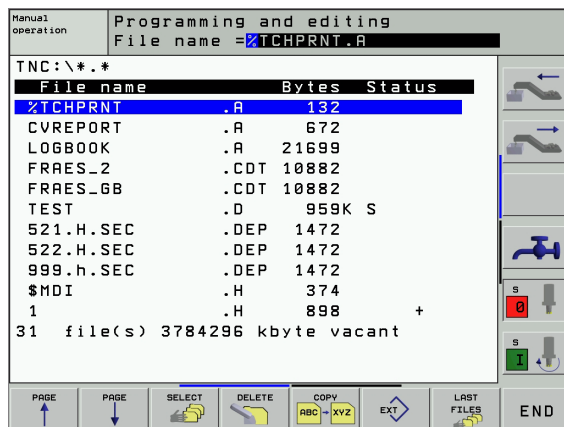 Manual
operation
Programming and editing
File name =%TCHPRNT.A
TNC:\*.*
File name Bytes Status
%TCHPRNT .A 132
CVREPORT .A 672
LOGBOOK .A 21699
FRAES_2 .CDT 10882
FRAES_GB .CDT 10882
TEST .D 959K S
521.H.SEC .DEP 1472
522.H.SEC .DEP 1472
999.h.SEC .DEP 1472
$MDI .H 374
1 .H 898 +
31 file(s) 3784296 kbyte vacant
S
0
S
I
PAGE
PAGE
SELECT
DELETE
COPY
ABC → XYZ
EXT
LAST
FILES
END